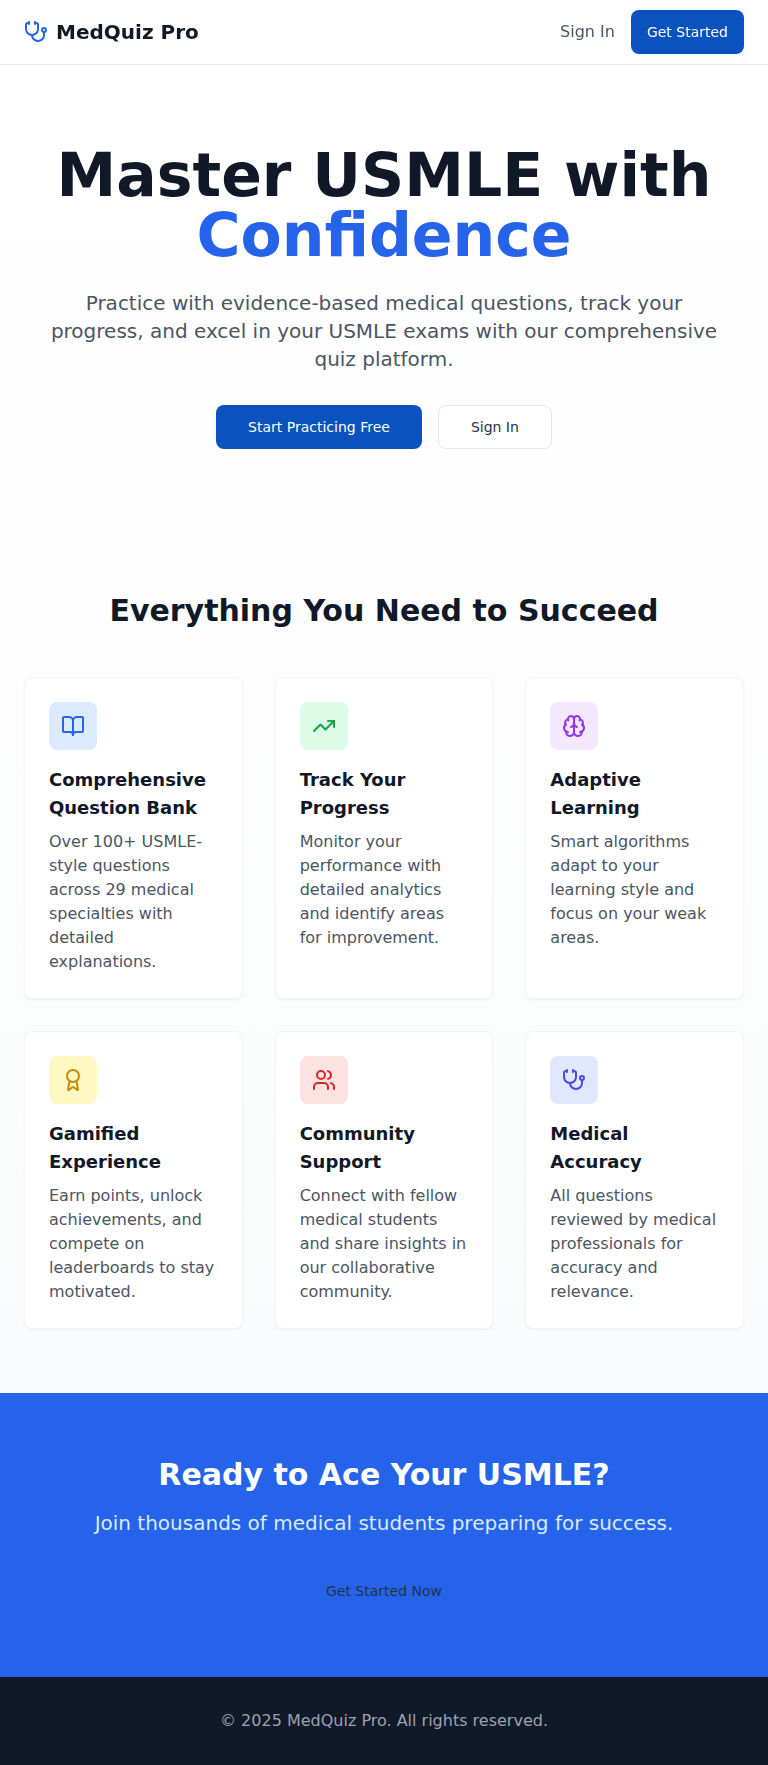 MedQuiz Pro
Sign In
Get Started
Master USMLE with
Confidence
Practice with evidence-based medical questions, track your
progress, and excel in your USMLE exams with our comprehensive
quiz platform.
Start Practicing Free
Sign In
Everything You Need to Succeed
Comprehensive
Question Bank
Over 100+ USMLE-
style questions
across 29 medical
specialties with
detailed
explanations.
Track Your
Progress
Monitor your
performance with
detailed analytics
and identify areas
for improvement.
Adaptive
Learning
Smart algorithms
adapt to your
learning style and
focus on your weak
areas.
Gamified
Experience
Earn points, unlock
achievements, and
compete on
leaderboards to stay
motivated.
Community
Support
Connect with fellow
medical students
and share insights in
our collaborative
community.
Medical
Accuracy
All questions
reviewed by medical
professionals for
accuracy and
relevance.
Ready to Ace Your USMLE?
Join thousands of medical students preparing for success.
Get Started Now
© 2025 MedQuiz Pro. All rights reserved.